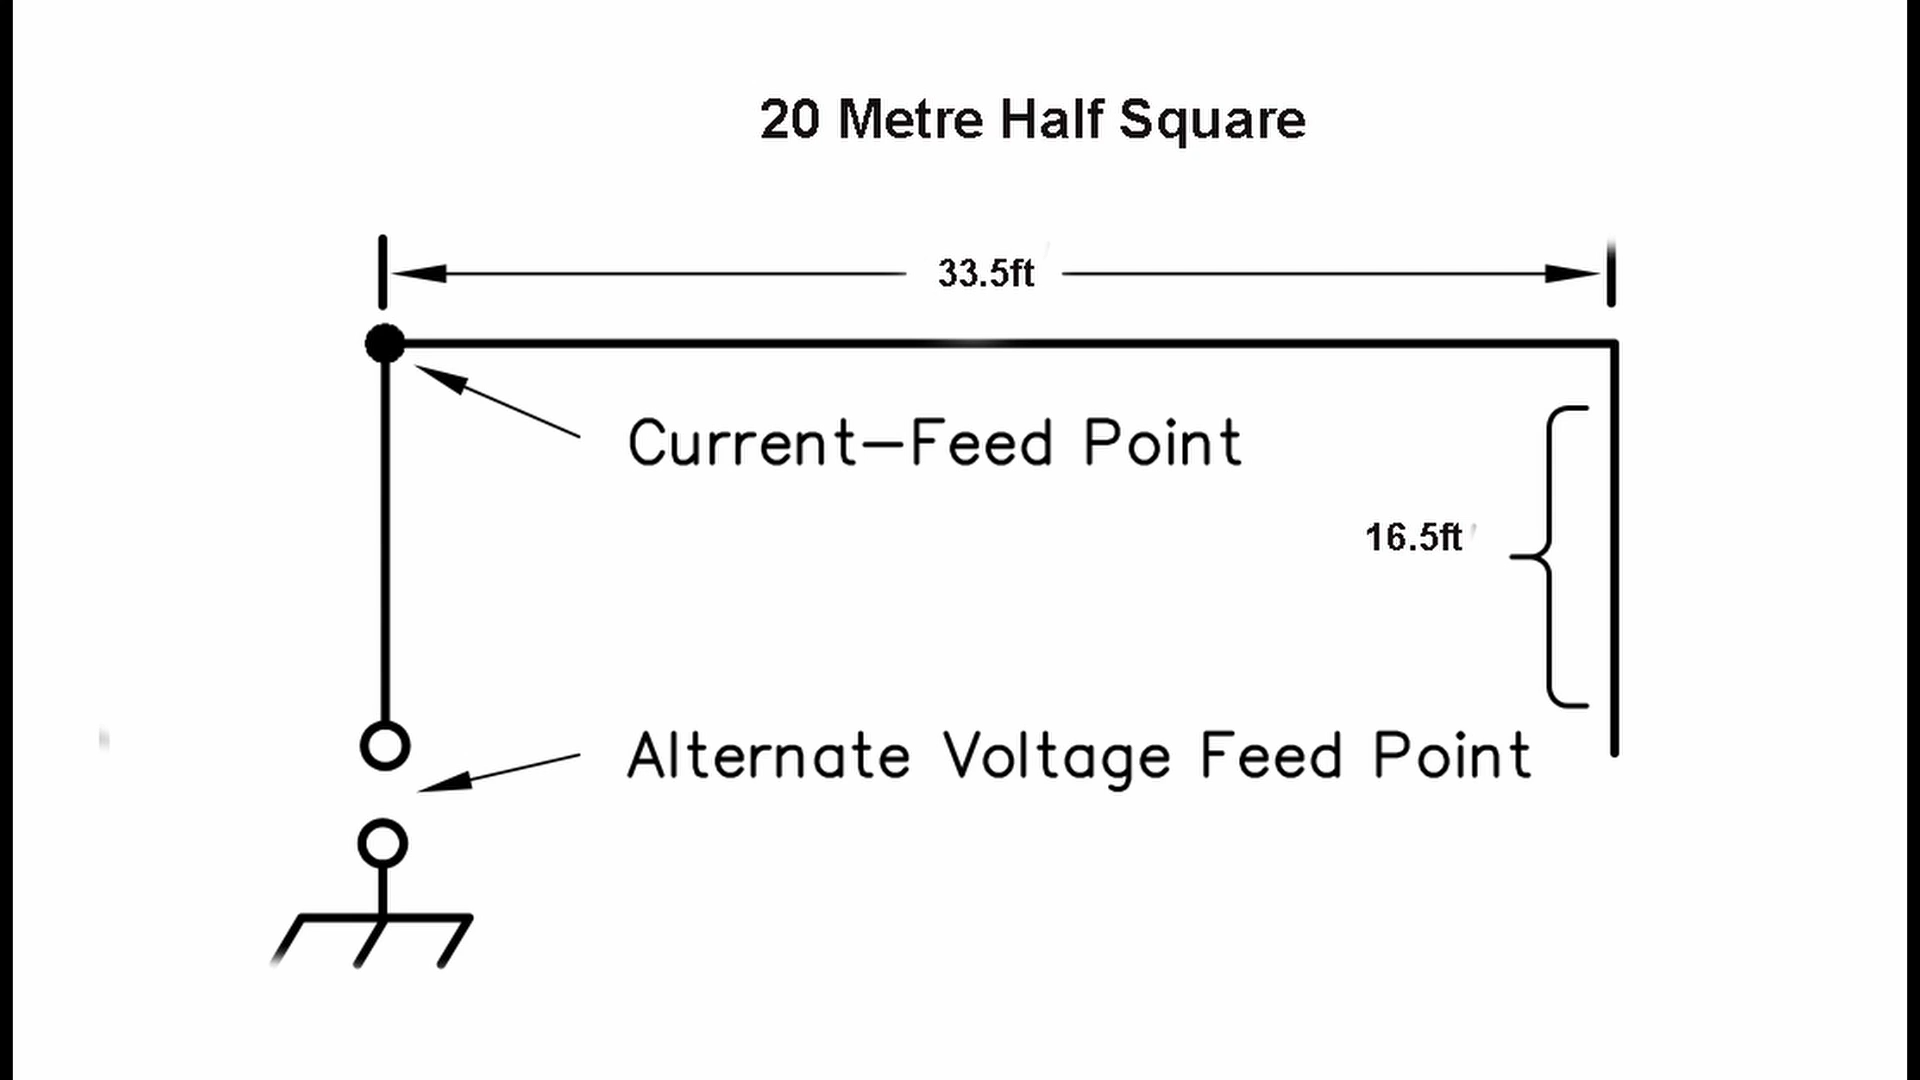 20 Metre Half Square
33.5ft
Current-Feed Point
16.5ft
Alternate Voltage Feed Point